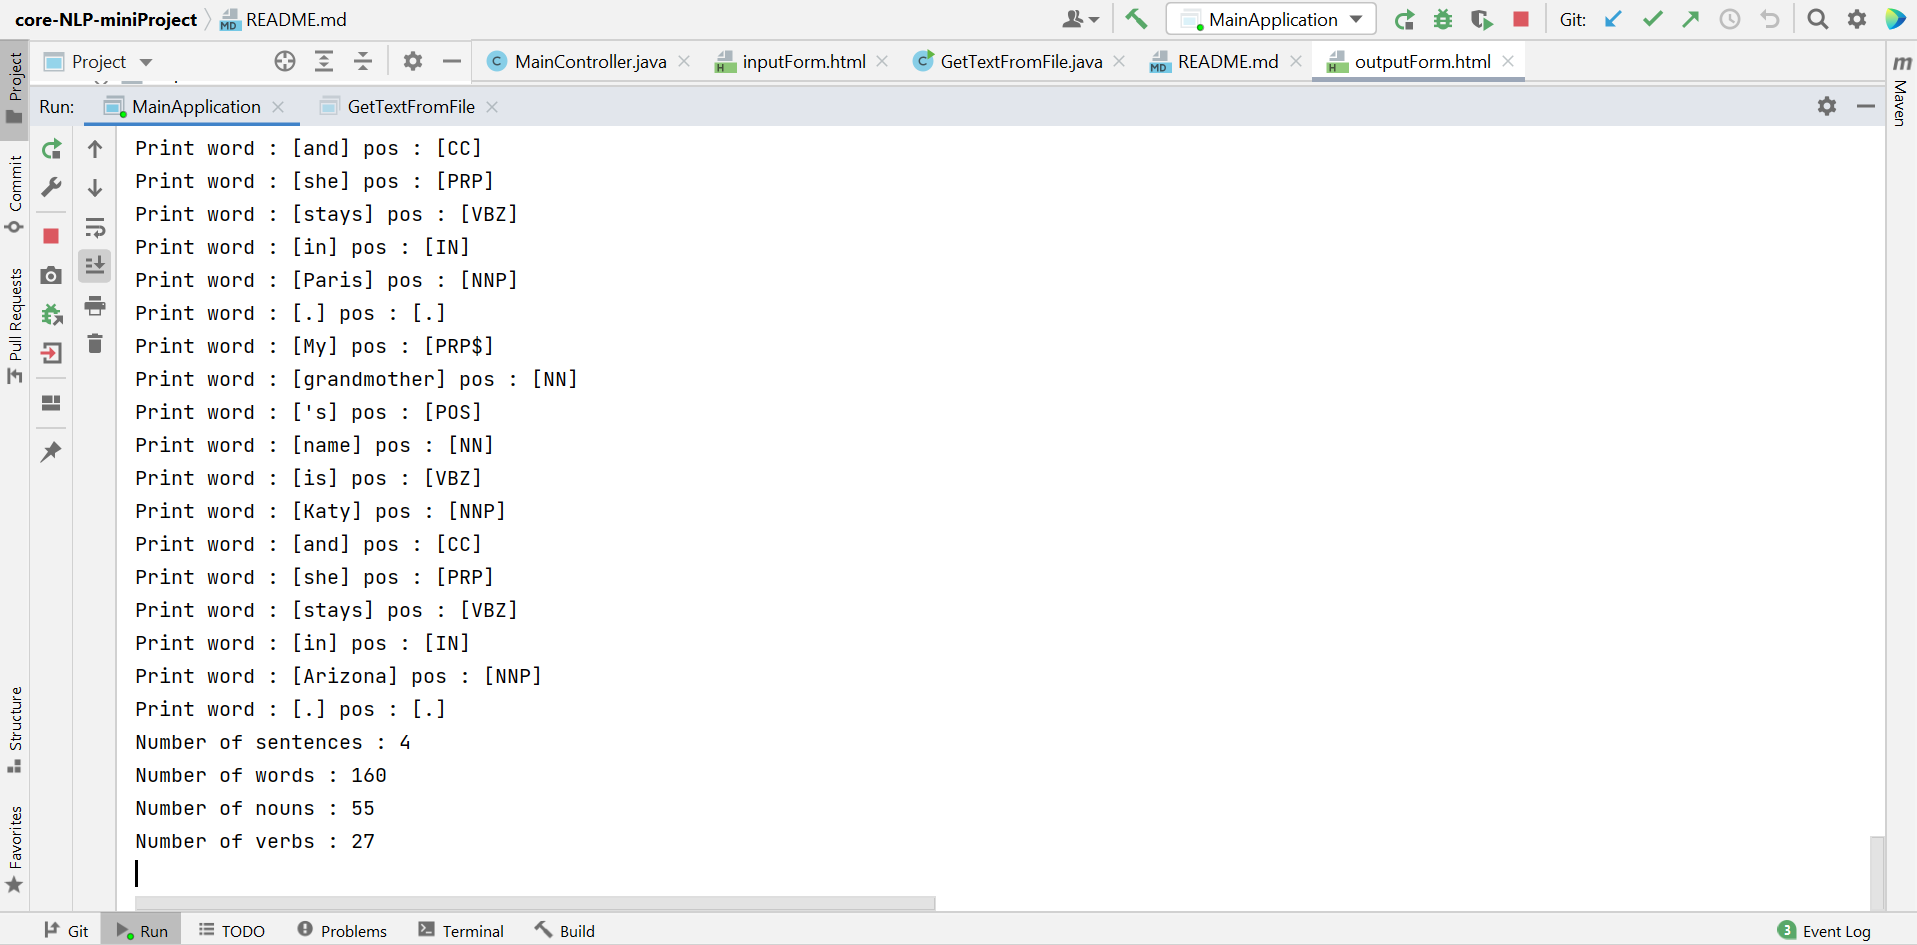 core-NLP-miniProject README.md MainApplication Git:
Project MainController.java inputForm.html GetTextFromFile.java README.md outputForm.html
Run: MainApplication GetTextFromFile
Print word : [and] pos : [CC]
Print word : [she] pos : [PRP]
Print word : [stays] pos : [VBZ]
Print word : [in] pos : [IN]
Print word : [Paris] pos : [NNP]
Print word : [.] pos : [.]
Print word : [My] pos : [PRP$]
Print word : [grandmother] pos : [NN]
Print word : ['s] pos : [POS]
Print word : [name] pos : [NN]
Print word : [is] pos : [VBZ]
Print word : [Katy] pos : [NNP]
Print word : [and] pos : [CC]
Print word : [she] pos : [PRP]
Print word : [stays] pos : [VBZ]
Print word : [in] pos : [IN]
Print word : [Arizona] pos : [NNP]
Print word : [.] pos : [.]
Number of sentences : 4
Number of words : 160
Number of nouns : 55
Number of verbs : 27
Project
Commit
Pull Requests
Structure
Favorites
m Maven
Git Run TODO Problems Terminal Build 3 Event Log